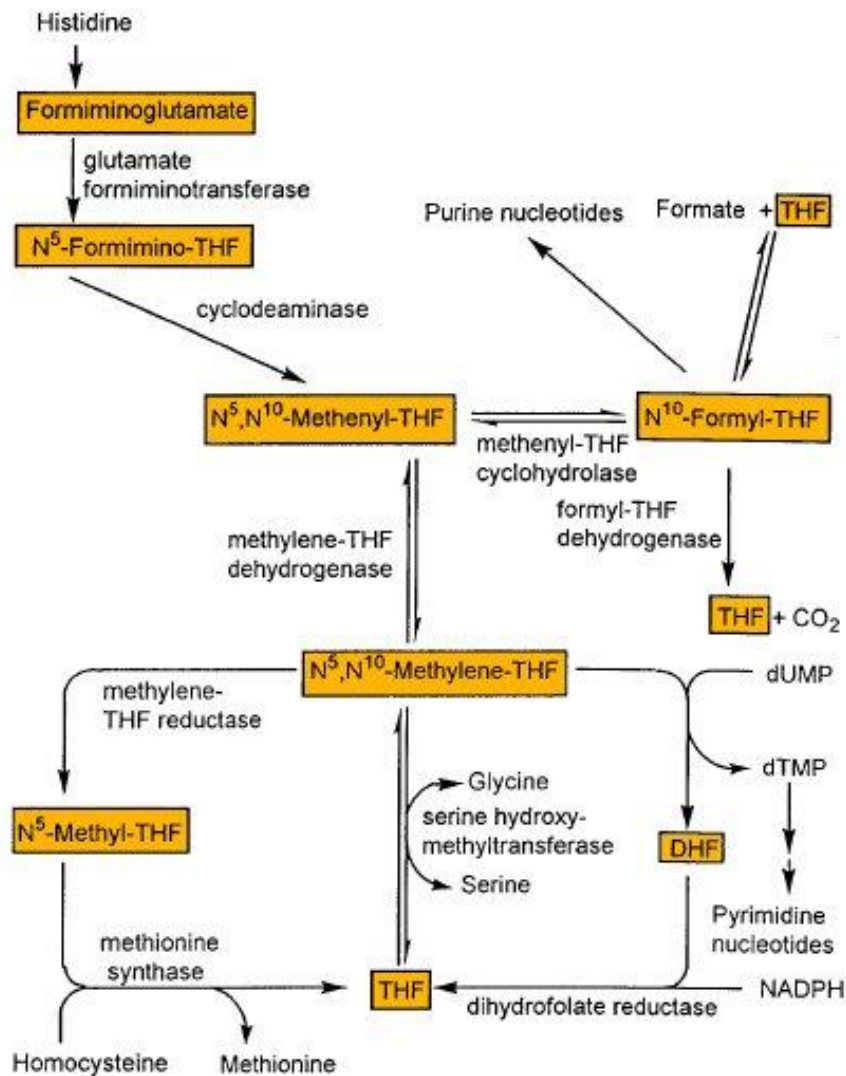 Histidine
Formiminoglutamate
glutamate
formiminotransferase
N⁵-Formimino-THF
cyclodeaminase
Purine nucleotides
Formate + THF
N⁵,N¹⁰-Methenyl-THF
methenyl-THF
cyclohydrolase
N¹⁰-Formyl-THF
formyl-THF
dehydrogenase
THF + CO₂
methylene-THF
dehydrogenase
N⁵,N¹⁰-Methylene-THF
methylene-
THF reductase
dUMP
dTMP
Glycine
serine hydroxy-
methyltransferase
Serine
N⁵-Methyl-THF
DHF
Pyrimidine
nucleotides
methionine
synthase
THF
dihydrofolate reductase
NADPH
Homocysteine
Methionine